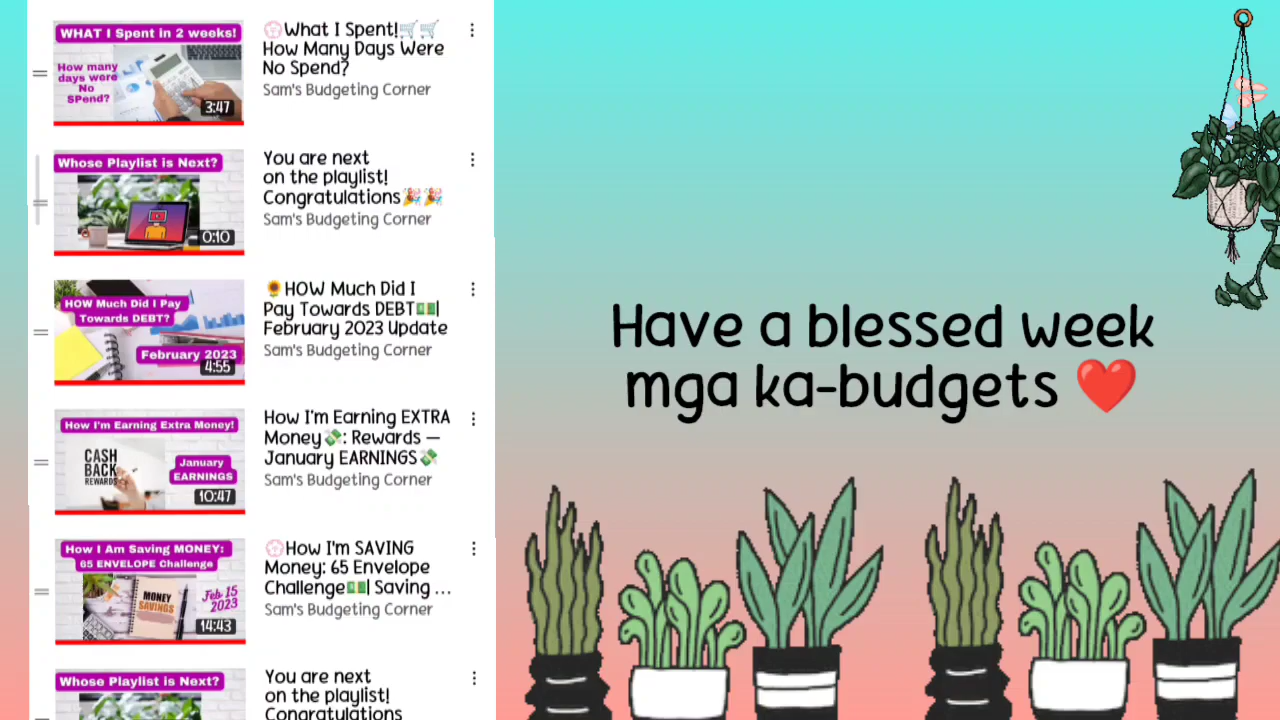 WHAT I Spent in 2 weeks!
How many
days were
No
SPend?
3:47
🌸What I Spent!🛒🛒
How Many Days Were
No Spend?
Sam's Budgeting Corner
Whose Playlist is Next?
0:10
You are next
on the playlist!
Congratulations🎉🎉
Sam's Budgeting Corner
HOW Much Did I Pay
Towards DEBT?
February 2023
4:55
🌻HOW Much Did I
Pay Towards DEBT💵|
February 2023 Update
Sam's Budgeting Corner
How I'm Earning Extra Money!
CASH
BACK
REWARDS
January
EARNINGS
10:47
How I'm Earning EXTRA
Money💸: Rewards —
January EARNINGS💸
Sam's Budgeting Corner
How I Am Saving MONEY:
65 ENVELOPE Challenge
MONEY
SAVINGS
Feb 15
2023
14:43
🌸How I'm SAVING
Money: 65 Envelope
Challenge💵| Saving ...
Sam's Budgeting Corner
Whose Playlist is Next?
You are next
on the playlist!
Congratulations
Have a blessed week
mga ka-budgets ❤️